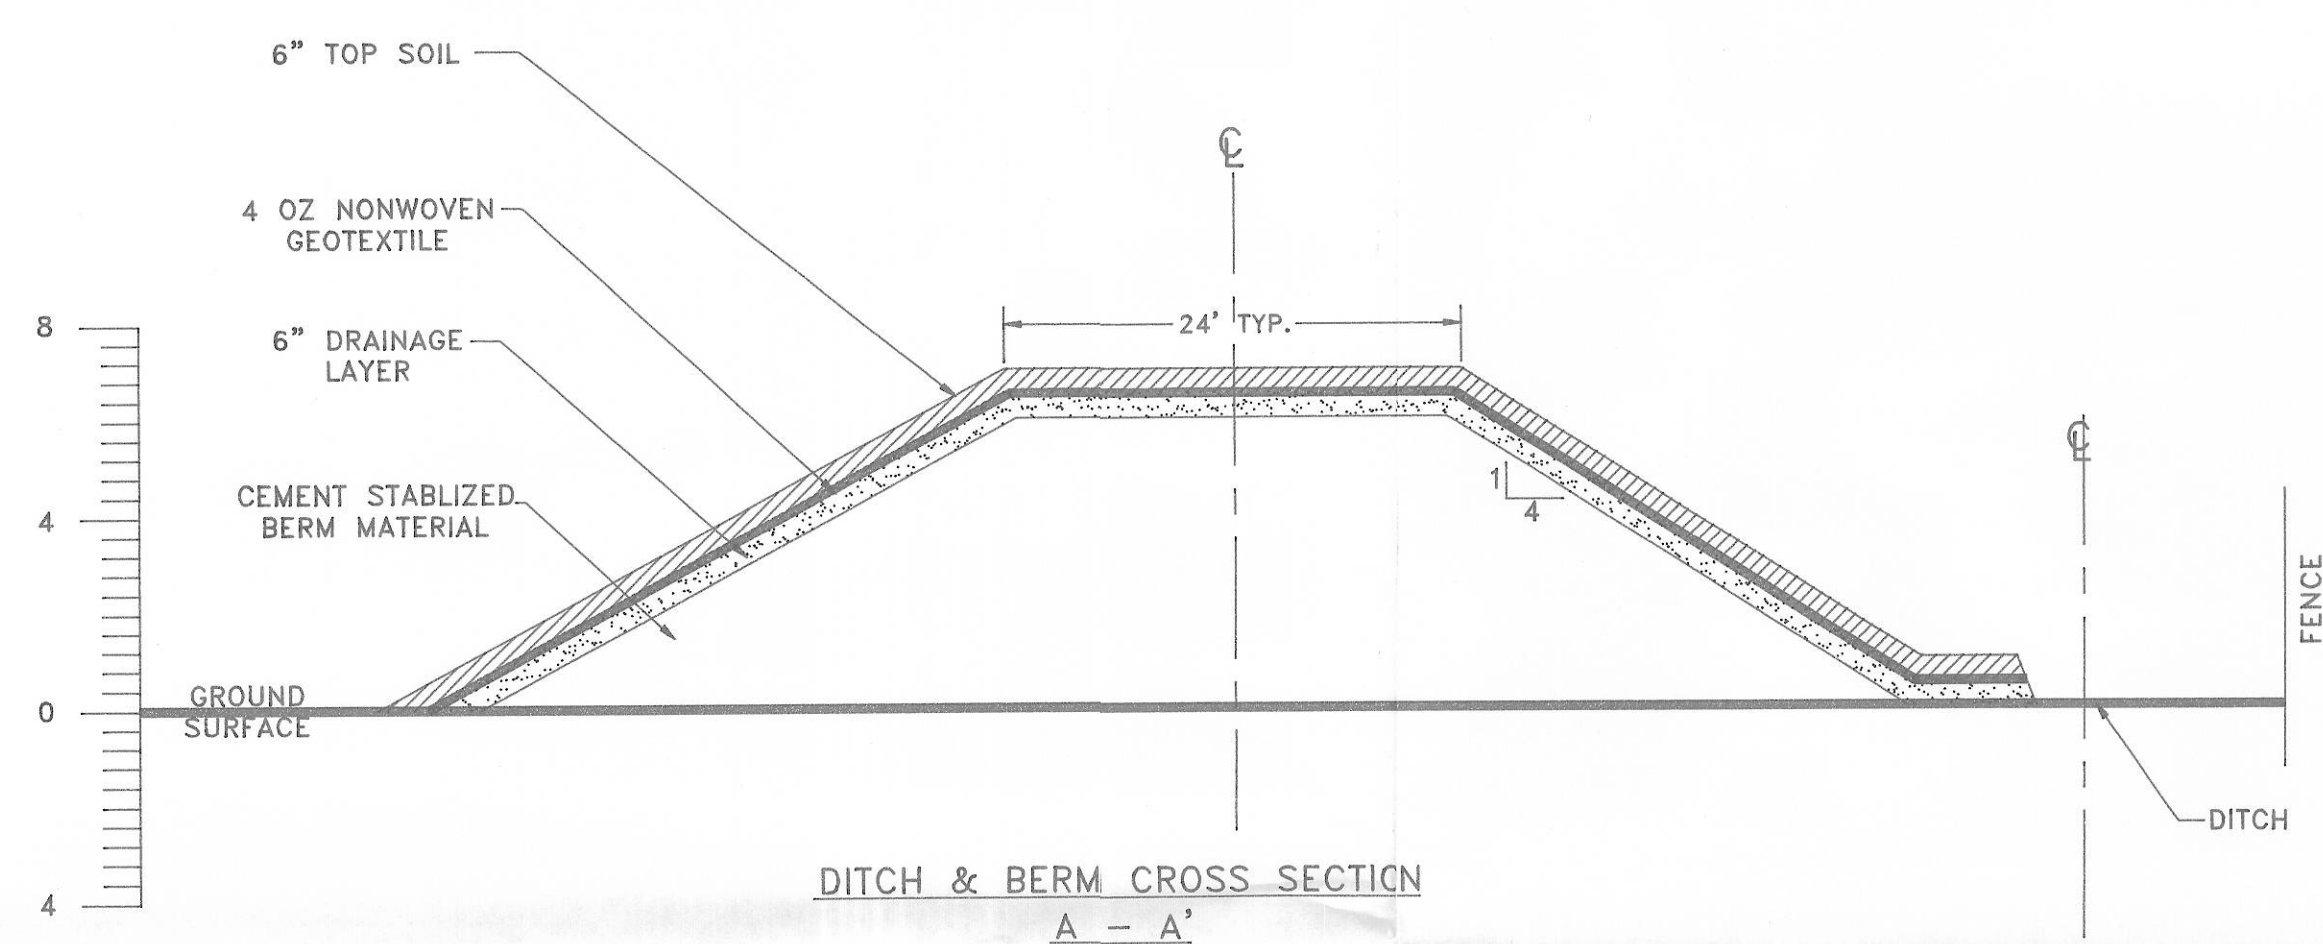 6" TOP SOIL
4 OZ NONWOVEN
GEOTEXTILE
6" DRAINAGE
LAYER
CEMENT STABLIZED
BERM MATERIAL
8
4
0
4
GROUND
SURFACE
CL
24' TYP.
1
4
CL
FENCE
DITCH
DITCH & BERM CROSS SECTION
A - A'